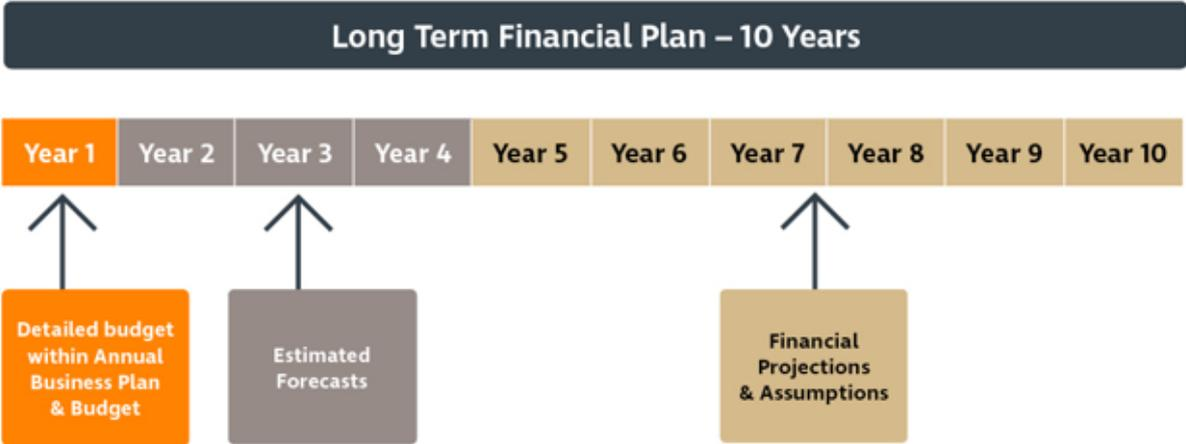 Long Term Financial Plan – 10 Years
Year 1 Year 2 Year 3 Year 4 Year 5 Year 6 Year 7 Year 8 Year 9 Year 10
Detailed budget
within Annual
Business Plan
& Budget
Estimated
Forecasts
Financial
Projections
& Assumptions